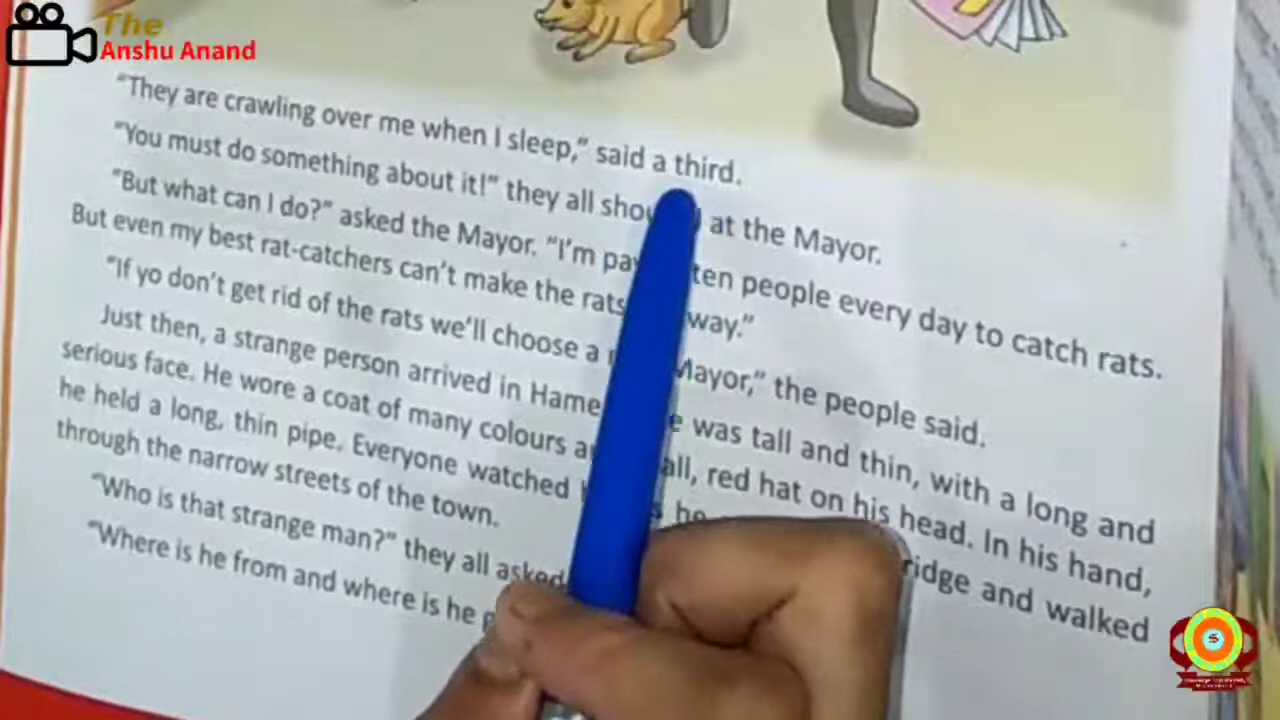 The
Anshu Anand
"They are crawling over me when I sleep," said a third.
"You must do something about it!" they all at the Mayor.
"But what can I do?" asked the Mayor. "I'm ten people every day to catch rats.
But even my best rat-catchers can't make the rats way."
"If yo don't get rid of the rats we'll choose a Mayor," the people said.
Just then, a strange person arrived in was tall and thin, with a long and
serious face. He wore a coat of many colours red hat on his head. In his hand,
he held a long, thin pipe. Everyone watched he and walked
through the narrow streets of the town.
"Who is that strange man?" they all asked
"Where is he from and where is he